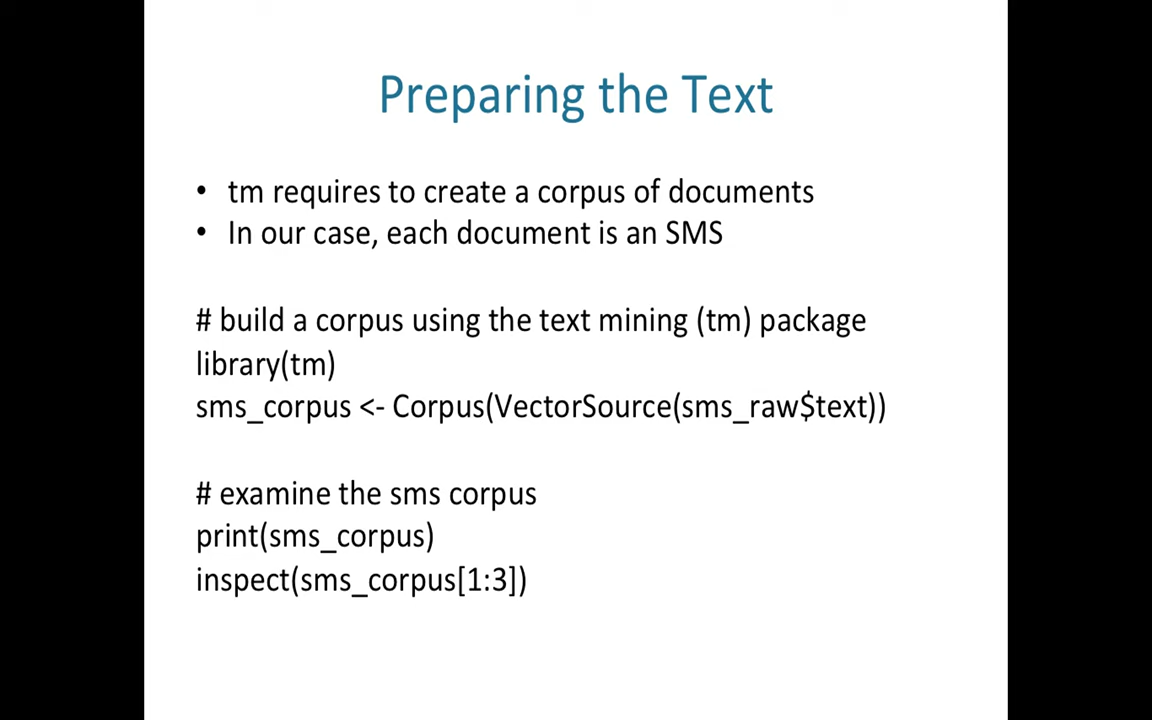 Preparing the Text
• tm requires to create a corpus of documents
• In our case, each document is an SMS
# build a corpus using the text mining (tm) package
library(tm)
sms_corpus <- Corpus(VectorSource(sms_raw$text))
# examine the sms corpus
print(sms_corpus)
inspect(sms_corpus[1:3])